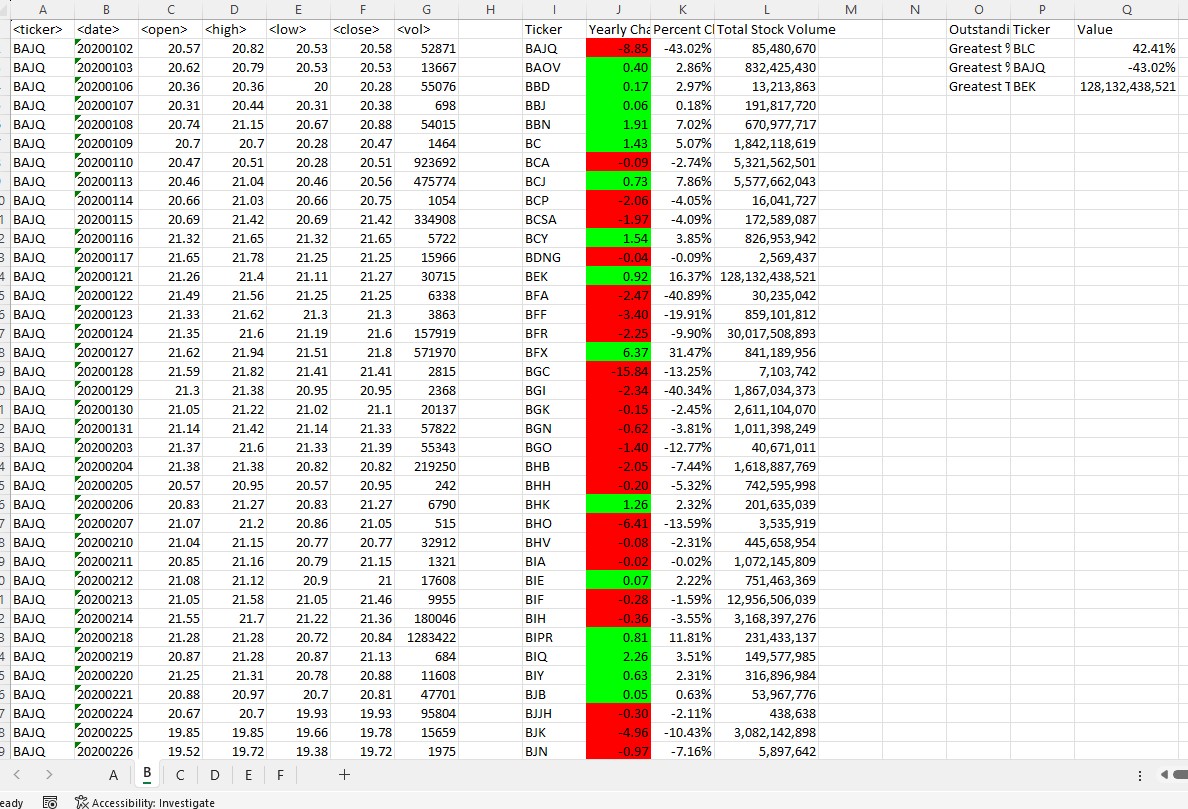 A B C D E F G H I J K L M N O P Q
<ticker> <date> <open> <high> <low> <close> <vol> Ticker Yearly Cha Percent Cl Total Stock Volume Outstandi Ticker Value
BAJQ 20200102 20.57 20.82 20.53 20.58 52871 BAJQ -8.85 -43.02% 85,480,670 Greatest % BLC 42.41%
BAJQ 20200103 20.62 20.79 20.53 20.53 13667 BAOV 0.40 2.86% 832,425,430 Greatest % BAJQ -43.02%
BAJQ 20200106 20.36 20.36 20 20.28 55076 BBD 0.17 2.97% 13,213,863 Greatest T BEK 128,132,438,521
BAJQ 20200107 20.31 20.44 20.31 20.38 698 BBJ 0.06 0.18% 191,817,720
BAJQ 20200108 20.74 21.15 20.67 20.88 54015 BBN 1.91 7.02% 670,977,717
BAJQ 20200109 20.7 20.7 20.28 20.47 1464 BC 1.43 5.07% 1,842,118,619
BAJQ 20200110 20.47 20.51 20.28 20.51 923692 BCA -0.09 -2.74% 5,321,562,501
BAJQ 20200113 20.46 21.04 20.46 20.56 475774 BCJ 0.73 7.86% 5,577,662,043
BAJQ 20200114 20.66 21.03 20.66 20.75 1054 BCP -2.06 -4.05% 16,041,727
BAJQ 20200115 20.69 21.42 20.69 21.42 334908 BCSA -1.97 -4.09% 172,589,087
BAJQ 20200116 21.32 21.65 21.32 21.65 5722 BCY 1.54 3.85% 826,953,942
BAJQ 20200117 21.65 21.78 21.25 21.25 15966 BDNG -0.04 -0.09% 2,569,437
BAJQ 20200121 21.26 21.4 21.11 21.27 30715 BEK 0.92 16.37% 128,132,438,521
BAJQ 20200122 21.49 21.56 21.25 21.25 6338 BFA -2.47 -40.89% 30,235,042
BAJQ 20200123 21.33 21.62 21.3 21.3 3863 BFF -3.40 -19.91% 859,101,812
BAJQ 20200124 21.35 21.6 21.19 21.6 157919 BFR -2.25 -9.90% 30,017,508,893
BAJQ 20200127 21.62 21.94 21.51 21.8 571970 BFX 6.37 31.47% 841,189,956
BAJQ 20200128 21.59 21.82 21.41 21.41 2815 BGC -15.84 -13.25% 7,103,742
BAJQ 20200129 21.3 21.38 20.95 20.95 2368 BGI -2.34 -40.34% 1,867,034,373
BAJQ 20200130 21.05 21.22 21.02 21.1 20137 BGK -0.15 -2.45% 2,611,104,070
BAJQ 20200131 21.14 21.42 21.14 21.33 57822 BGN -0.62 -3.81% 1,011,398,249
BAJQ 20200203 21.37 21.6 21.33 21.39 55343 BGO -1.40 -12.77% 40,671,011
BAJQ 20200204 21.38 21.38 20.82 20.82 219250 BHB -2.05 -7.44% 1,618,887,769
BAJQ 20200205 20.57 20.95 20.57 20.95 242 BHH -0.20 -5.32% 742,595,998
BAJQ 20200206 20.83 21.27 20.83 21.27 6790 BHK 1.26 2.32% 201,635,039
BAJQ 20200207 21.07 21.2 20.86 21.05 515 BHO -6.41 -13.59% 3,535,919
BAJQ 20200210 21.04 21.15 20.77 20.77 32912 BHV -0.08 -2.31% 445,658,954
BAJQ 20200211 20.85 21.16 20.79 21.15 1321 BIA -0.02 -0.02% 1,072,145,809
BAJQ 20200212 21.08 21.12 20.9 21 17608 BIE 0.07 2.22% 751,463,369
BAJQ 20200213 21.05 21.58 21.05 21.46 9955 BIF -0.28 -1.59% 12,956,506,039
BAJQ 20200214 21.55 21.7 21.22 21.36 180046 BIH -0.36 -3.55% 3,168,397,276
BAJQ 20200218 21.28 21.28 20.72 20.84 1283422 BIPR 0.81 11.81% 231,433,137
BAJQ 20200219 20.87 21.28 20.87 21.13 684 BIQ 2.26 3.51% 149,577,985
BAJQ 20200220 21.25 21.31 20.78 20.88 11608 BIY 0.63 2.31% 316,896,984
BAJQ 20200221 20.88 20.97 20.7 20.81 47701 BJB 0.05 0.63% 53,967,776
BAJQ 20200224 20.67 20.7 19.93 19.93 95804 BJJH -0.30 -2.11% 438,638
BAJQ 20200225 19.85 19.85 19.66 19.78 15659 BJK -4.96 -10.43% 3,082,142,898
BAJQ 20200226 19.52 19.72 19.38 19.72 1975 BJN -0.97 -7.16% 5,897,642
A B C D E F +
eady Accessibility: Investigate